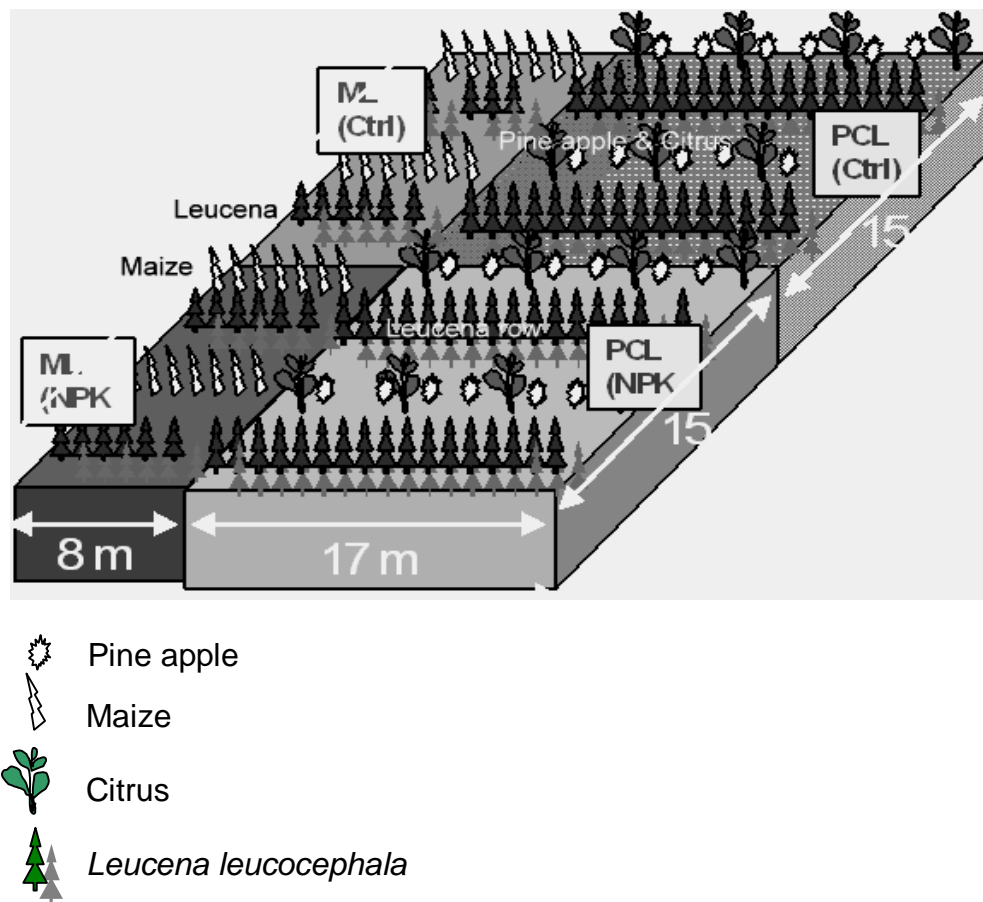 ML
(Ctrl)
Pine apple & Citrus
PCL
(Ctrl)
Leucena
15
Maize
Leucena row
ML
(NPK
PCL
(NPK
15
8 m
17 m
Pine apple
Maize
Citrus
Leucena leucocephala